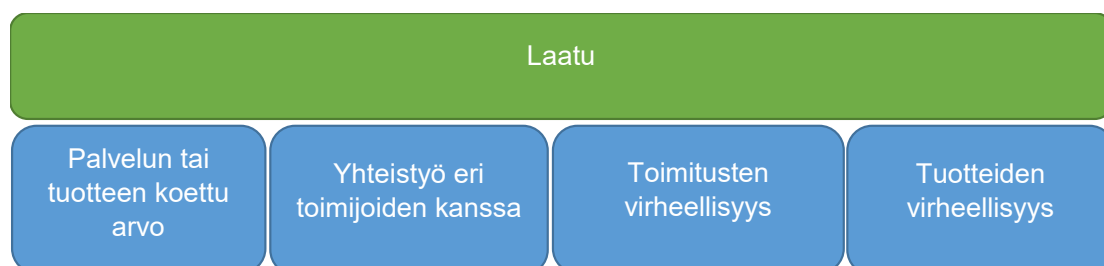 Laatu
Palvelun tai
tuotteen koettu
arvo
Yhteistyö eri
toimijoiden kanssa
Toimitusten
virheellisyys
Tuotteiden
virheellisyys